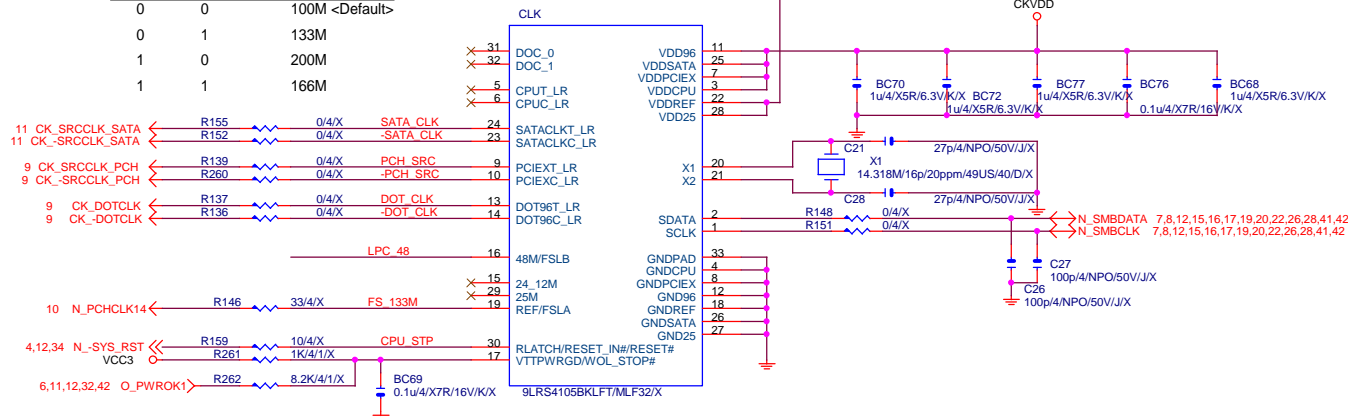 CKVDD
0 0 100M <Default>
0 1 133M
1 0 200M
1 1 166M
CLK
31 DOC_0
32 DOC_1
5 CPUT_LR
6 CPUC_LR
11 CK_SRCCLK_SATA R155 0/4/X SATA_CLK 24 SATACLKT_LR
11 CK_-SRCCLK_SATA R152 0/4/X -SATA_CLK 23 SATACLKC_LR
9 CK_SRCCLK_PCH R139 0/4/X PCH_SRC 9 PCIEXT_LR
9 CK_-SRCCLK_PCH R260 0/4/X -PCH_SRC 10 PCIEXC_LR
9 CK_DOTCLK R137 0/4/X DOT_CLK 13 DOT96T_LR
9 CK_-DOTCLK R136 0/4/X -DOT_CLK 14 DOT96C_LR
LPC_48 16 48M/FSLB
15 24_12M
29 25M
10 N_PCHCLK14 R146 33/4/X FS_133M 19 REF/FSLA
4,12,34 N_-SYS_RST R159 10/4/X CPU_STP 30 RLATCH/RESET_IN#/RESET#
VCC3 R261 1K/4/1/X 17 VTTPWRGD/WOL_STOP#
6,11,12,32,42 O_PWROK1 R262 8.2K/4/1/X
BC69
0.1u/4/X7R/16V/K/X
9LRS4105BKLFT/MLF32/X
VDD96 11
VDDSATA 25
VDDPCIEX 7
VDDCPU 3
VDDREF 22
VDD25 28
BC70
1u/4/X5R/6.3V/K/X
BC72
1u/4/X5R/6.3V/K/X
BC77
1u/4/X5R/6.3V/K/X
BC76
0.1u/4/X7R/16V/K/X
BC68
1u/4/X5R/6.3V/K/X
X1 20
X2 21
C21 27p/4/NPO/50V/J/X
X1
14.318M/16p/20ppm/49US/40/D/X
C28 27p/4/NPO/50V/J/X
SDATA 2 R148 0/4/X N_SMBDATA 7,8,12,15,16,17,19,20,22,26,28,41,42
SCLK 1 R151 0/4/X N_SMBCLK 7,8,12,15,16,17,19,20,22,26,28,41,42
C27
100p/4/NPO/50V/J/X
C26
100p/4/NPO/50V/J/X
GNDPAD 33
GNDCPU 4
GNDPCIEX 8
GND96 12
GNDREF 18
GNDSATA 26
GND25 27